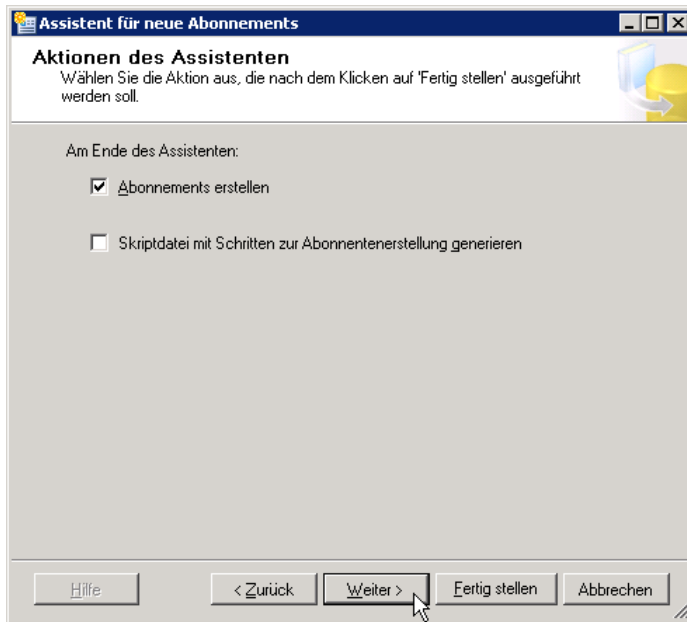 Assistent für neue Abonnements
Aktionen des Assistenten
Wählen Sie die Aktion aus, die nach dem Klicken auf 'Fertig stellen' ausgeführt
werden soll.
Am Ende des Assistenten:
Abonnements erstellen
Skriptdatei mit Schritten zur Abonnentenerstellung generieren
Hilfe
< Zurück
Weiter >
Fertig stellen
Abbrechen